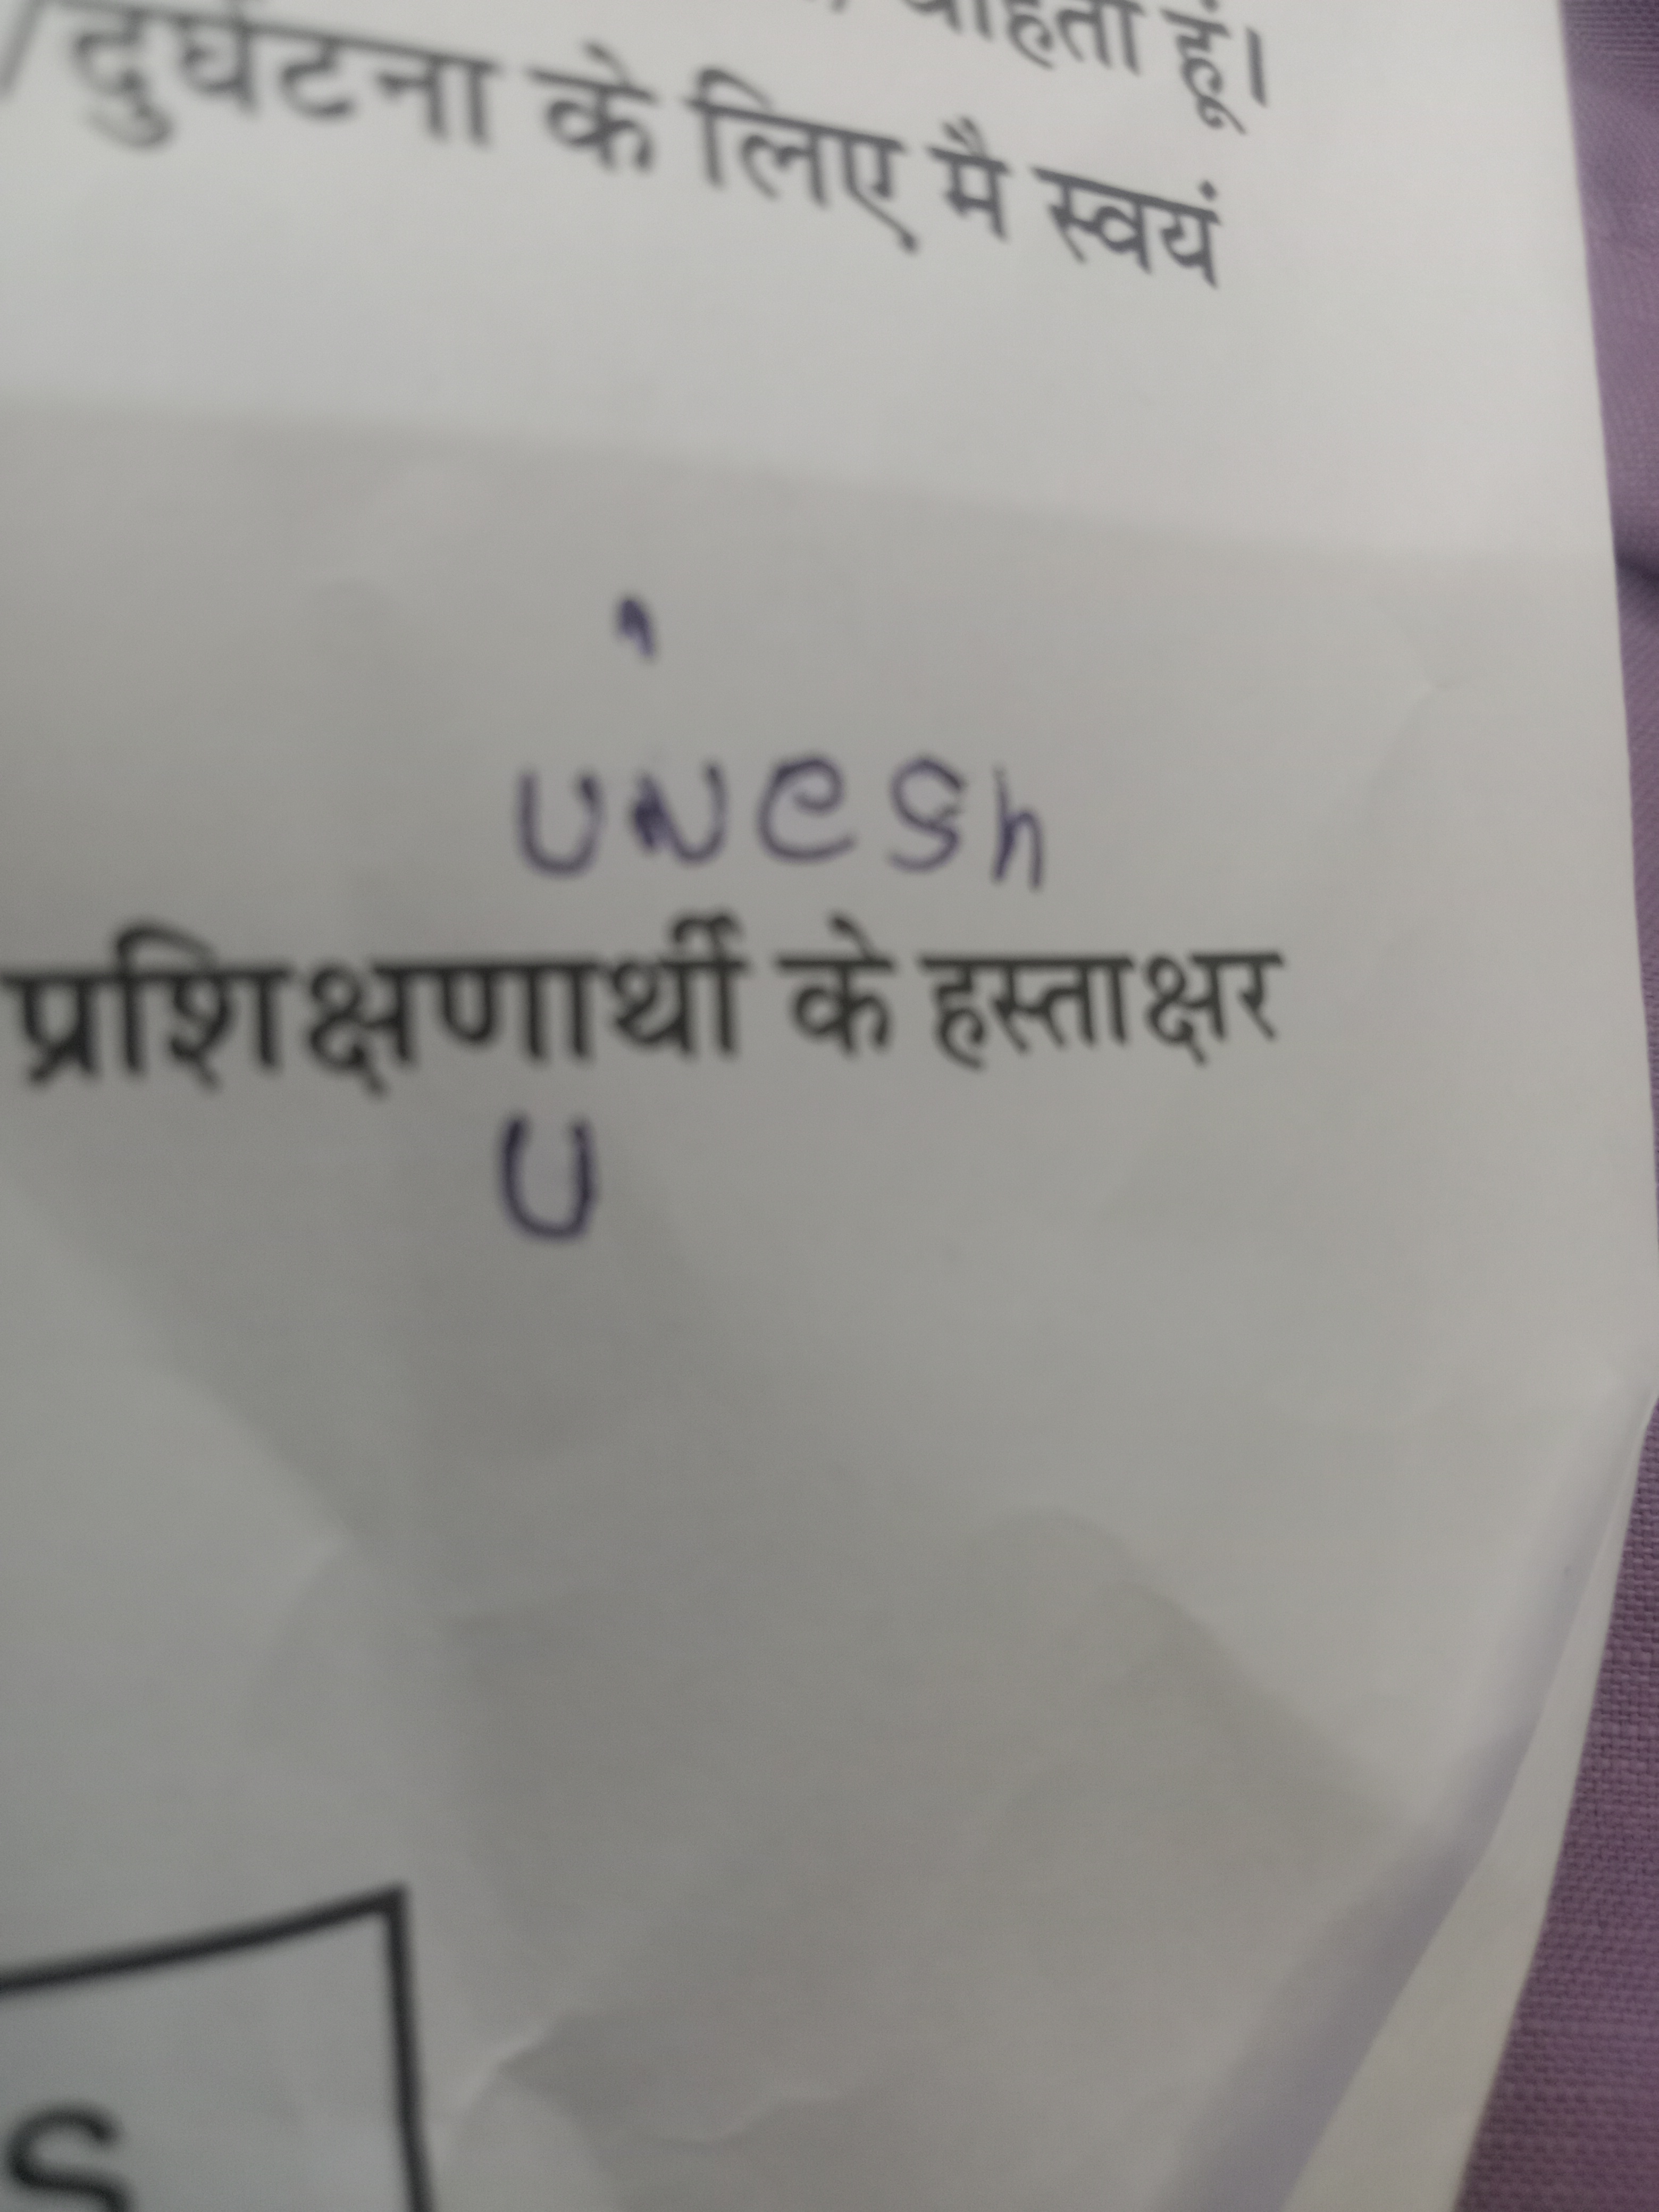 हूं।
दुर्घटना के लिए मै स्वयं
UNESh
प्रशिक्षणार्थी के हस्ताक्षर
U
S